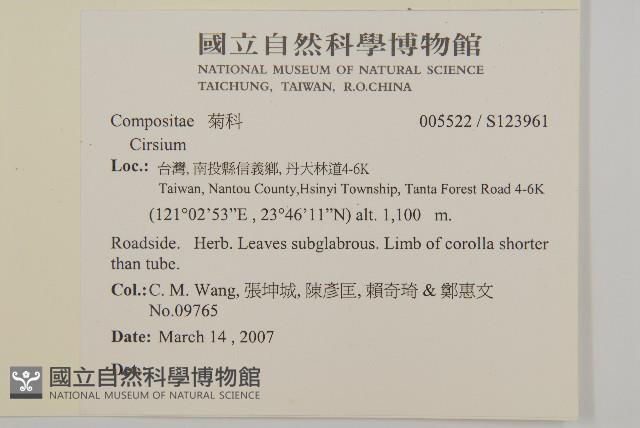 國立自然科學博物館
NATIONAL MUSEUM OF NATURAL SCIENCE
TAICHUNG, TAIWAN, R.O.CHINA
Compositae 菊科 005522 / S123961
Cirsium
Loc.: 台灣, 南投縣信義鄉, 丹大林道4-6K
Taiwan, Nantou County,Hsinyi Township, Tanta Forest Road 4-6K
(121°02'53"E , 23°46'11"N) alt. 1,100 m.
Roadside. Herb. Leaves subglabrous. Limb of corolla shorter
than tube.
Col.: C. M. Wang, 張坤城, 陳彥匡, 賴奇琦 & 鄭惠文
No.09765
Date: March 14 , 2007
Det.
國立自然科學博物館
NATIONAL MUSEUM OF NATURAL SCIENCE